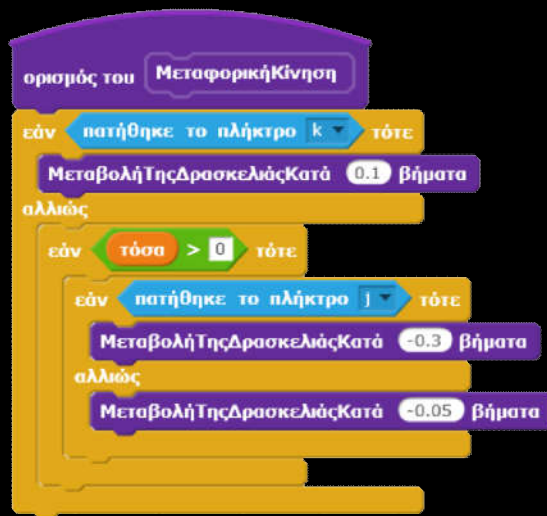 ορισμός του ΜεταφορικήΚίνηση
εάν πατήθηκε το πλήκτρο k τότε
ΜεταβολήΤηςΔρασκελιάςΚατά 0.1 βήματα
αλλιώς
εάν τόσα > 0 τότε
εάν πατήθηκε το πλήκτρο j τότε
ΜεταβολήΤηςΔρασκελιάςΚατά -0.3 βήματα
αλλιώς
ΜεταβολήΤηςΔρασκελιάςΚατά -0.05 βήματα